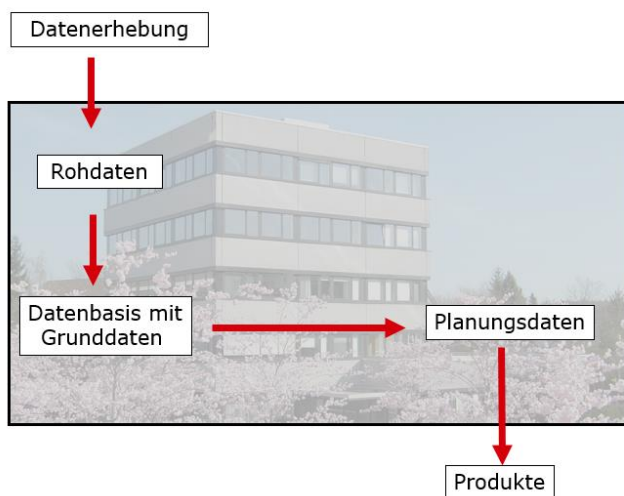 Datenerhebung
Rohdaten
Datenbasis mit
Grunddaten
Planungsdaten
Produkte